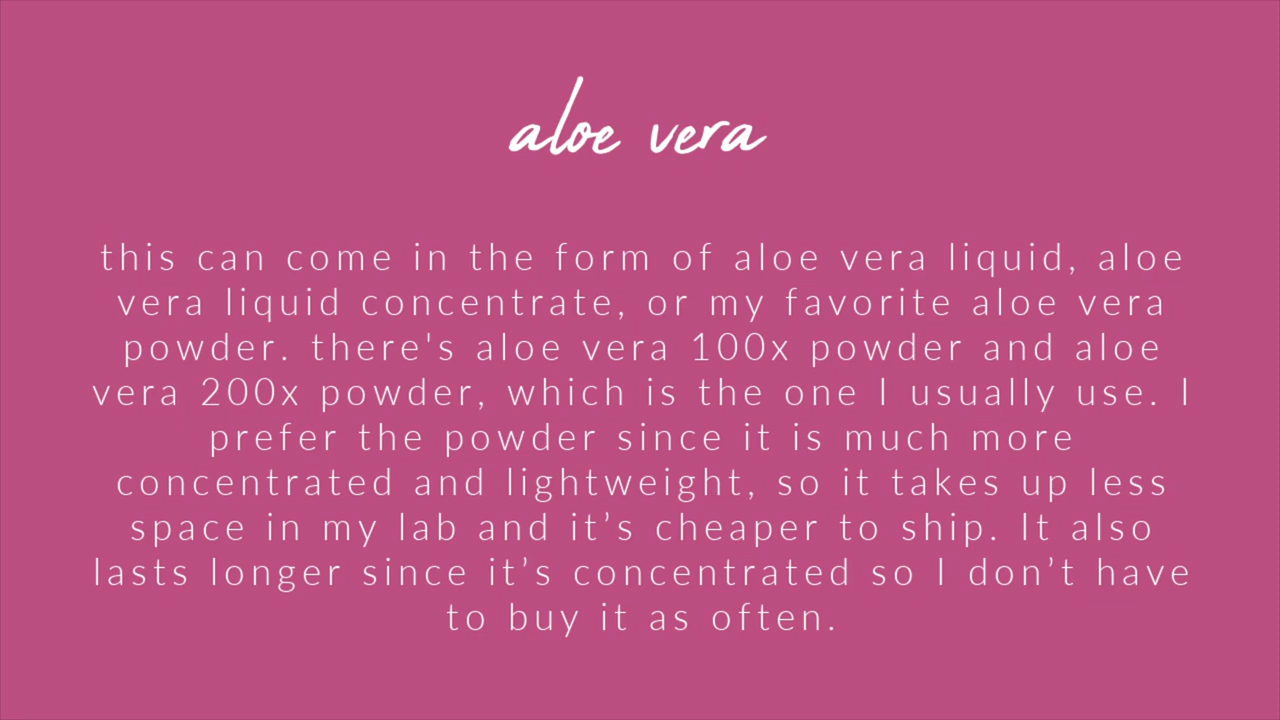 aloe vera
this can come in the form of aloe vera liquid, aloe
vera liquid concentrate, or my favorite aloe vera
powder. there's aloe vera 100x powder and aloe
vera 200x powder, which is the one I usually use. I
prefer the powder since it is much more
concentrated and lightweight, so it takes up less
space in my lab and it’s cheaper to ship. It also
lasts longer since it’s concentrated so I don’t have
to buy it as often.